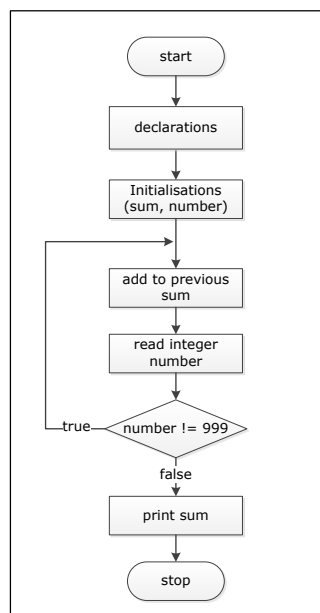 start
declarations
Initialisations
(sum, number)
add to previous
sum
read integer
number
number != 999
true
false
print sum
stop